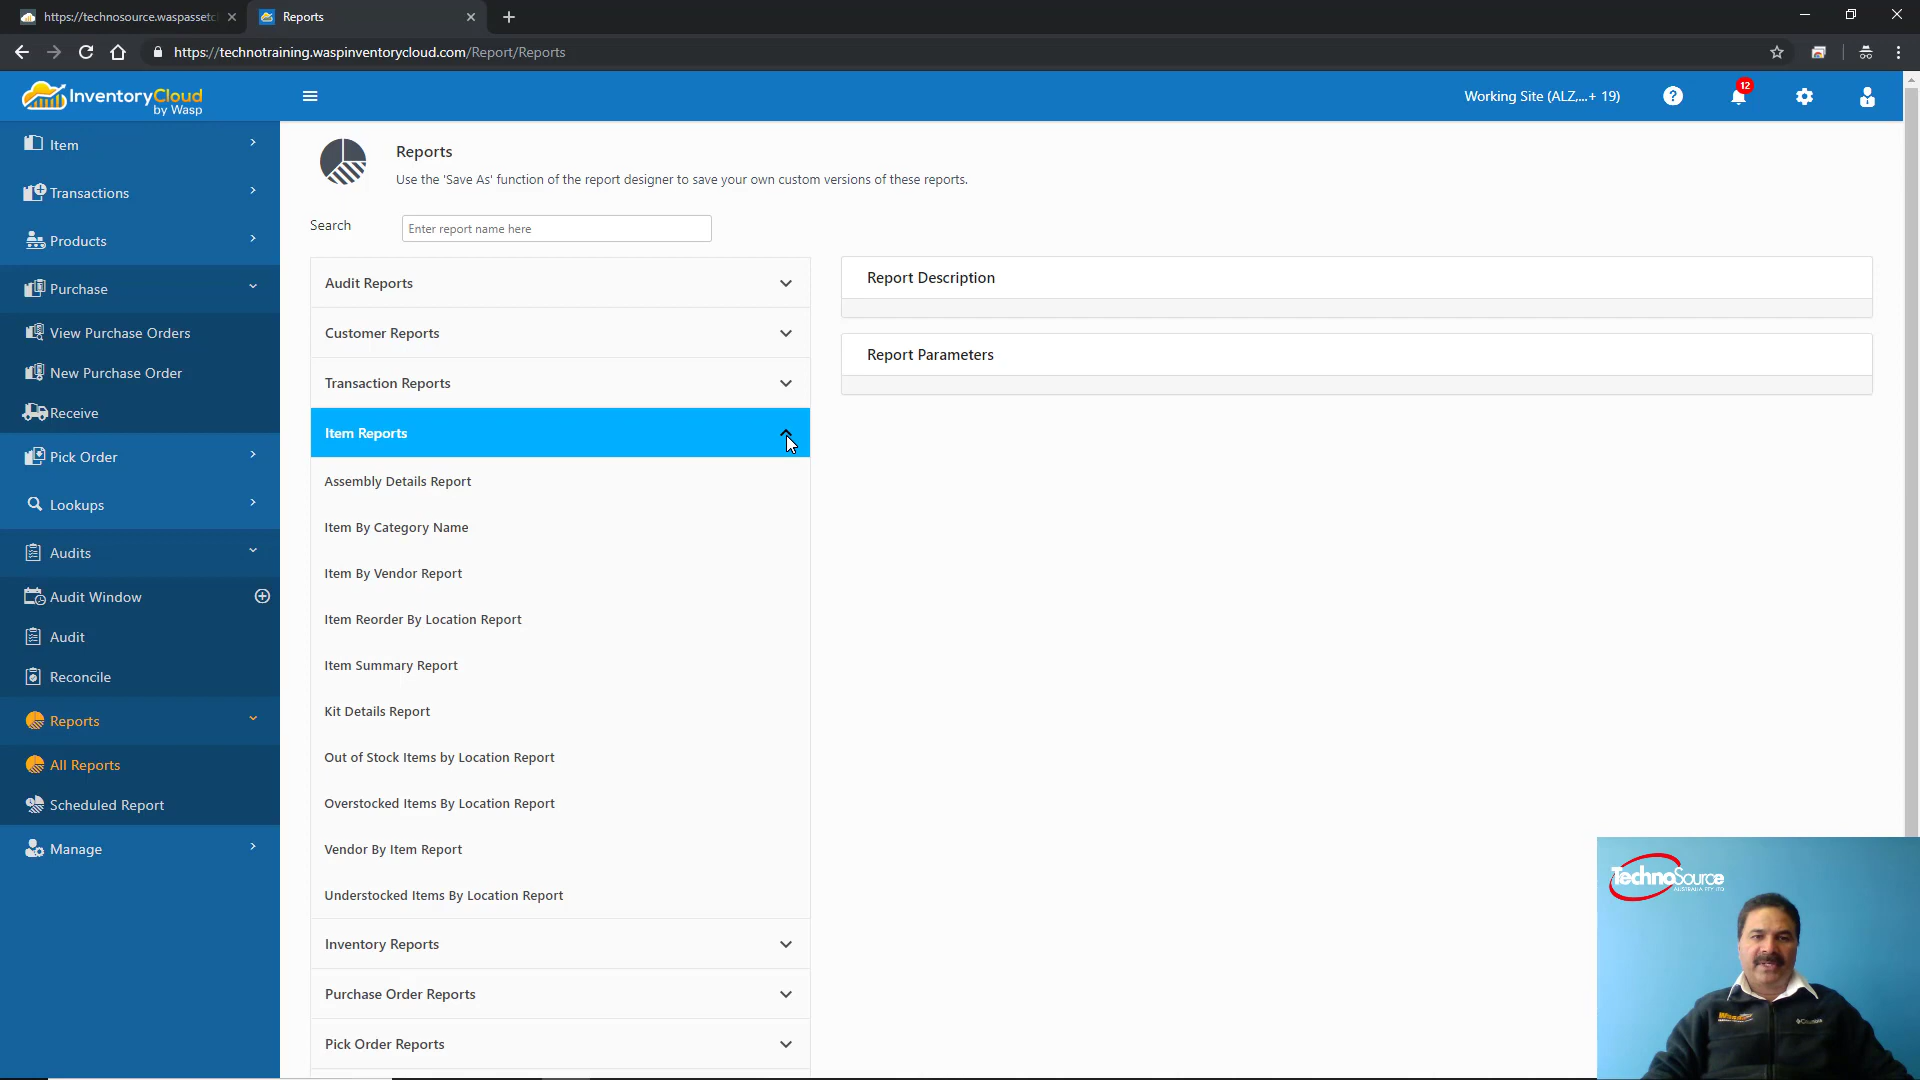 https://technosource.waspassetc
Reports
https://technotraining.waspinventorycloud.com/Report/Reports
InventoryCloud
by Wasp
Working Site (ALZ,...+ 19)
12
Item
Transactions
Products
Purchase
View Purchase Orders
New Purchase Order
Receive
Pick Order
Lookups
Audits
Audit Window
Audit
Reconcile
Reports
All Reports
Scheduled Report
Manage
Reports
Use the 'Save As' function of the report designer to save your own custom versions of these reports.
Search
Enter report name here
Audit Reports
Customer Reports
Transaction Reports
Item Reports
Assembly Details Report
Item By Category Name
Item By Vendor Report
Item Reorder By Location Report
Item Summary Report
Kit Details Report
Out of Stock Items by Location Report
Overstocked Items By Location Report
Vendor By Item Report
Understocked Items By Location Report
Inventory Reports
Purchase Order Reports
Pick Order Reports
Report Description
Report Parameters
TechnoSource
AUSTRALIA PTY LTD
Wasp
Columbia